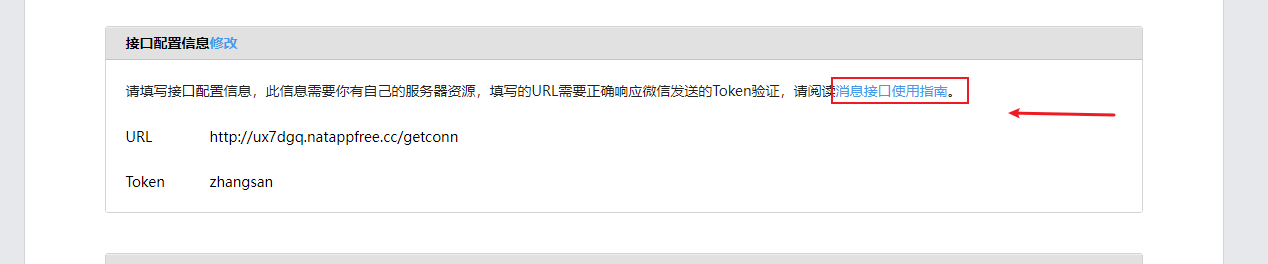 接口配置信息修改
请填写接口配置信息，此信息需要你有自己的服务器资源，填写的URL需要正确响应微信发送的Token验证，请阅读消息接口使用指南。
URL http://ux7dgq.natappfree.cc/getconn
Token zhangsan